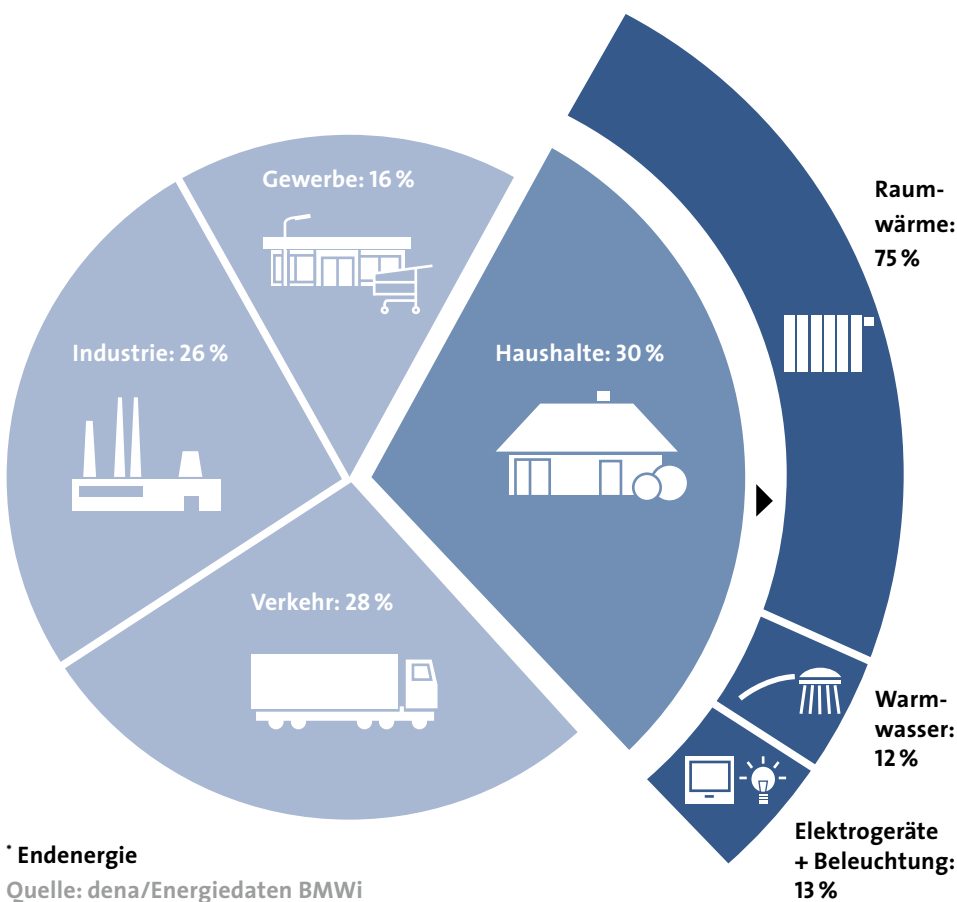 Gewerbe: 16 %
Raum-
wärme:
75 %
Industrie: 26 %
Haushalte: 30 %
Verkehr: 28 %
Warm-
wasser:
12 %
Elektrogeräte
+ Beleuchtung:
13 %
* Endenergie
Quelle: dena/Energiedaten BMWi